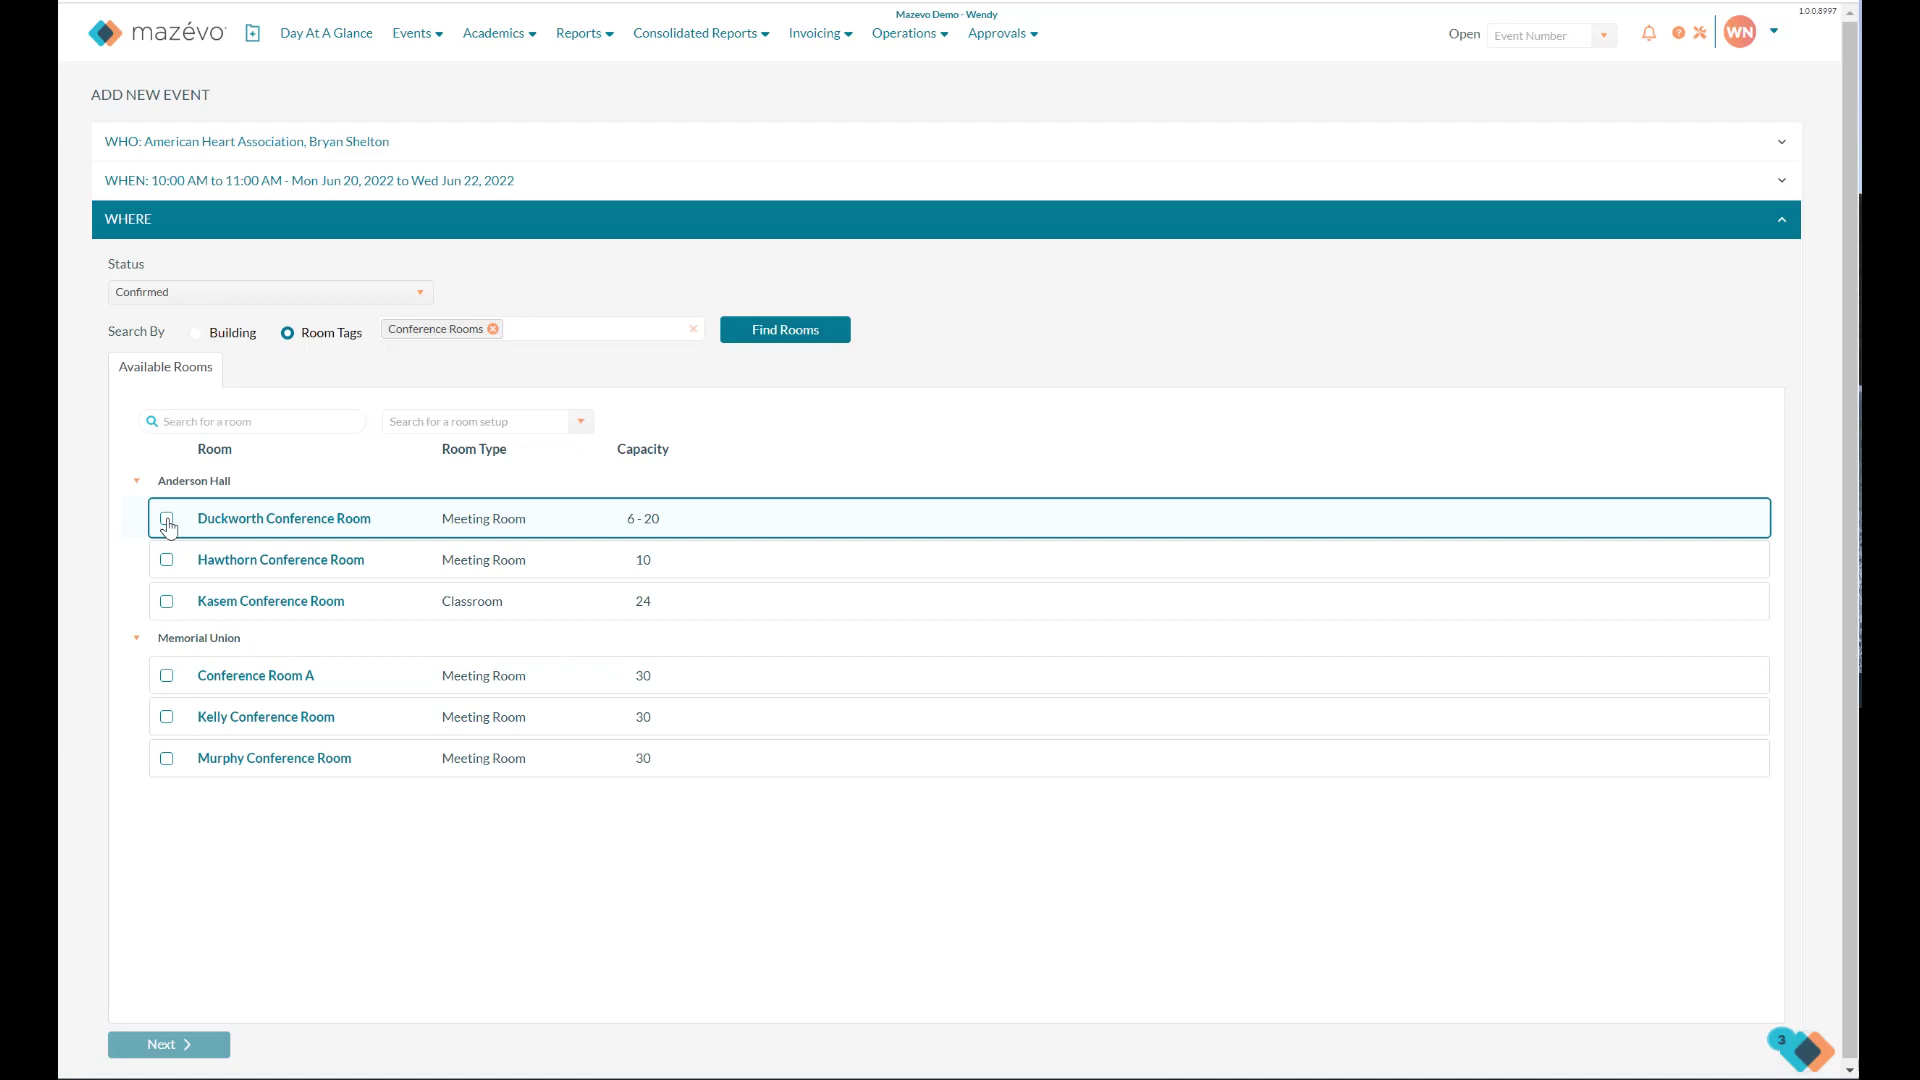 Mazevo Demo - Wendy
1.0.0.8997
mazévo Day At A Glance Events Academics Reports Consolidated Reports Invoicing Operations Approvals Open Event Number ? WN
ADD NEW EVENT
WHO: American Heart Association, Bryan Shelton
WHEN: 10:00 AM to 11:00 AM - Mon Jun 20, 2022 to Wed Jun 22, 2022
WHERE
Status
Confirmed
Search By Building Room Tags Conference Rooms Find Rooms
Available Rooms
Search for a room Search for a room setup
Room Room Type Capacity
Anderson Hall
Duckworth Conference Room Meeting Room 6 - 20
Hawthorn Conference Room Meeting Room 10
Kasem Conference Room Classroom 24
Memorial Union
Conference Room A Meeting Room 30
Kelly Conference Room Meeting Room 30
Murphy Conference Room Meeting Room 30
Next
3